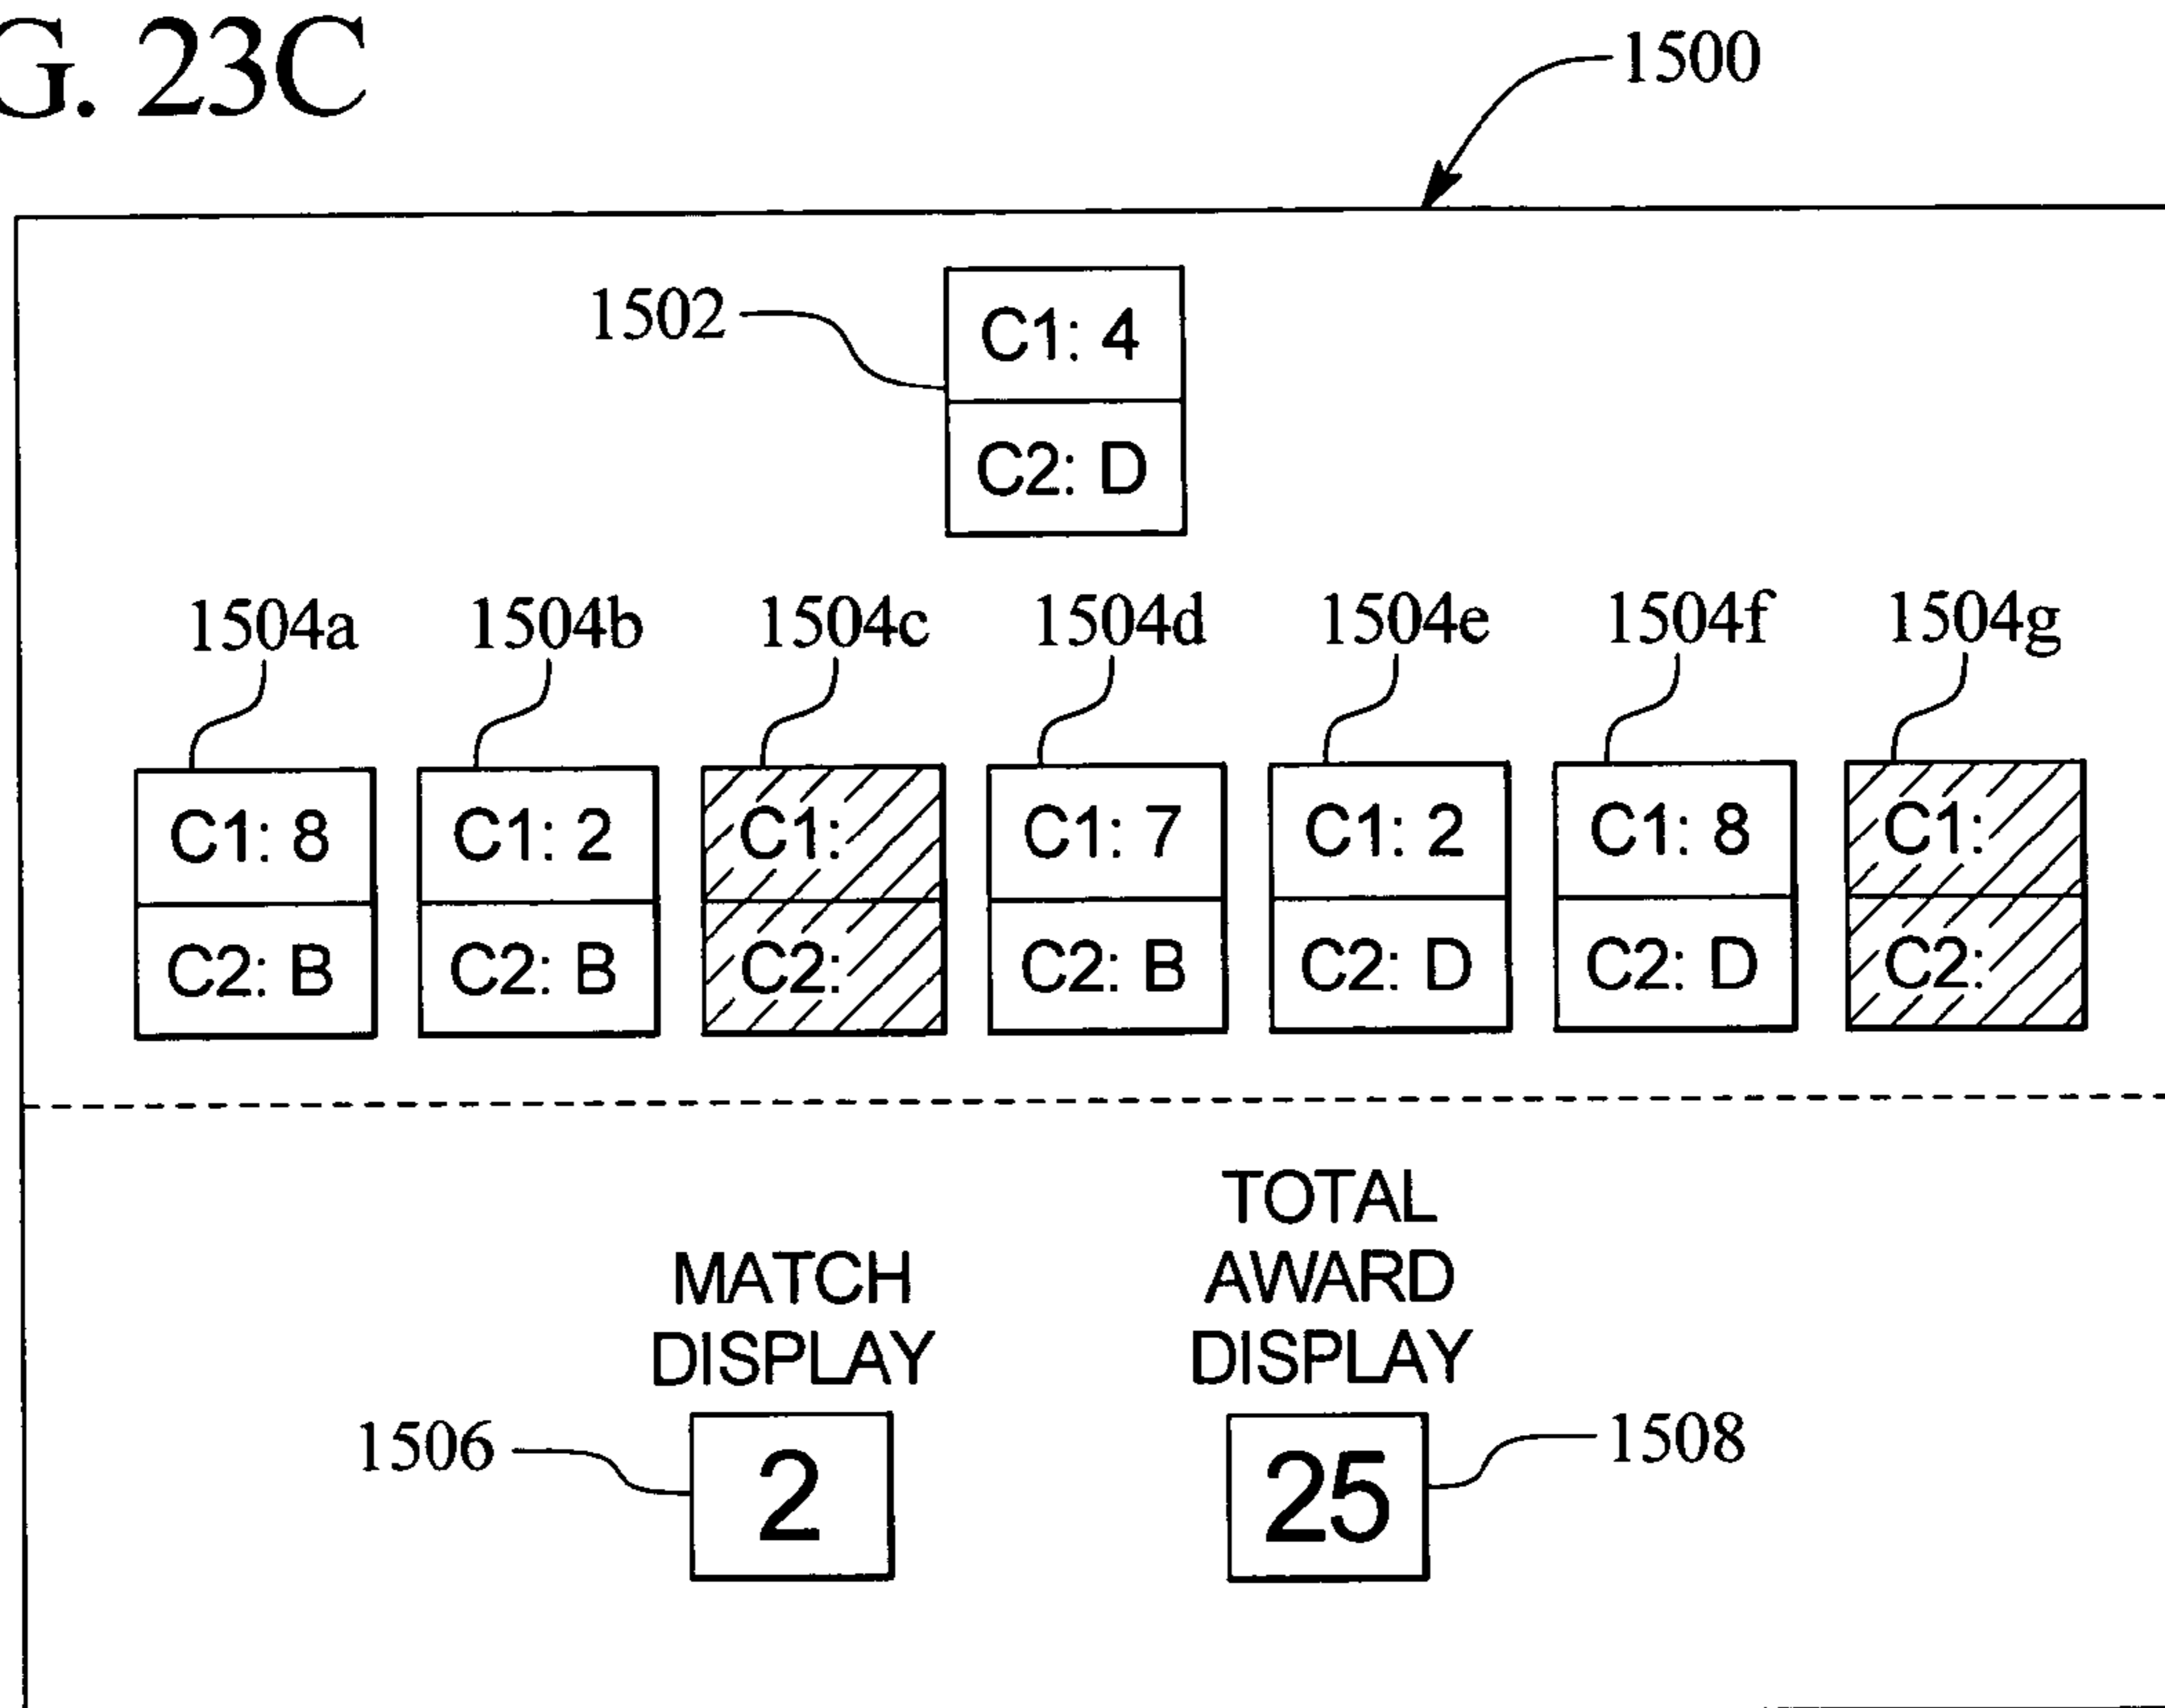 G. 23C
1500
1502
C1: 4
C2: D
1504a 1504b 1504c 1504d 1504e 1504f 1504g
C1: 8 C1: 2 C1: C1: 7 C1: 2 C1: 8 C1:
C2: B C2: B C2: C2: B C2: D C2: D C2:
TOTAL
MATCH AWARD
DISPLAY DISPLAY
1506 2 25 1508